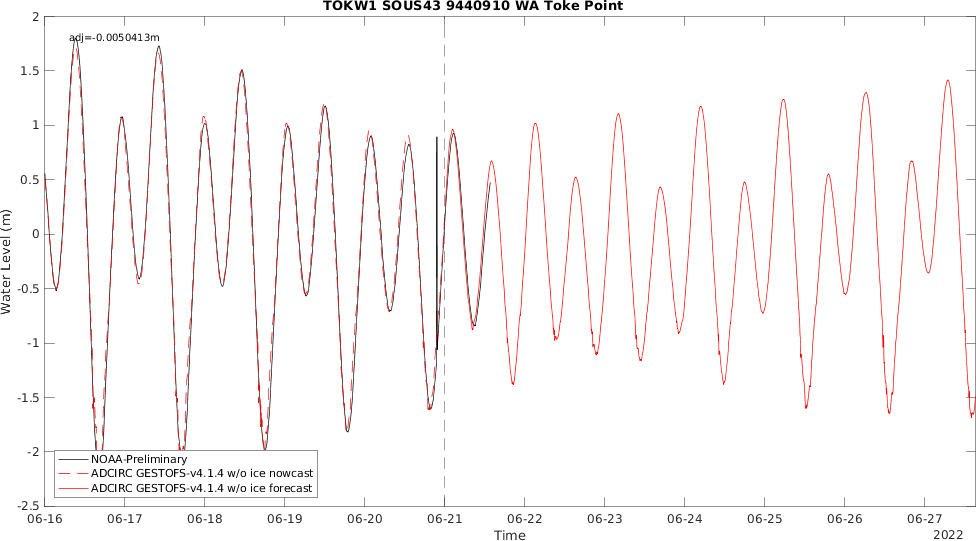 TOKW1 SOUS43 9440910 WA Toke Point
adj=-0.0050413m
2
1.5
1
0.5
0
-0.5
-1
-1.5
-2
-2.5
Water Level (m)
NOAA-Preliminary
ADCIRC GESTOFS-v4.1.4 w/o ice nowcast
ADCIRC GESTOFS-v4.1.4 w/o ice forecast
06-16 06-17 06-18 06-19 06-20 06-21 06-22 06-23 06-24 06-25 06-26 06-27
Time
2022